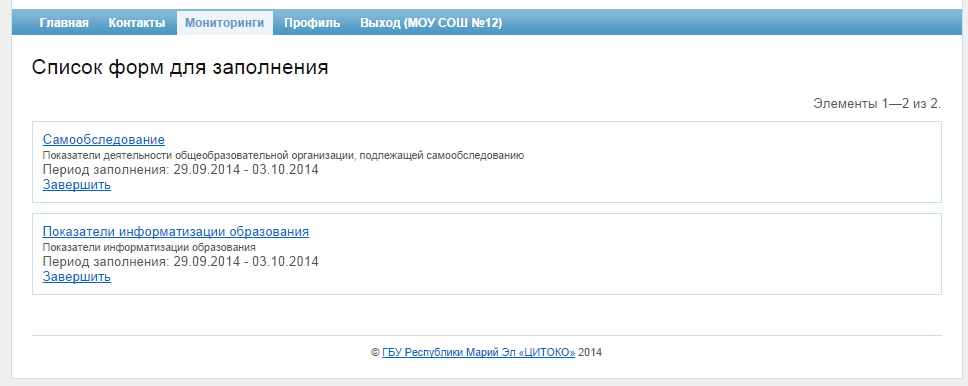 Главная Контакты Мониторинги Профиль Выход (МОУ СОШ №12)
Список форм для заполнения
Элементы 1—2 из 2.
Самообследование
Показатели деятельности общеобразовательной организации, подлежащей самообследованию
Период заполнения: 29.09.2014 - 03.10.2014
Завершить
Показатели информатизации образования
Показатели информатизации образования
Период заполнения: 29.09.2014 - 03.10.2014
Завершить
© ГБУ Республики Марий Эл «ЦИТОКО» 2014